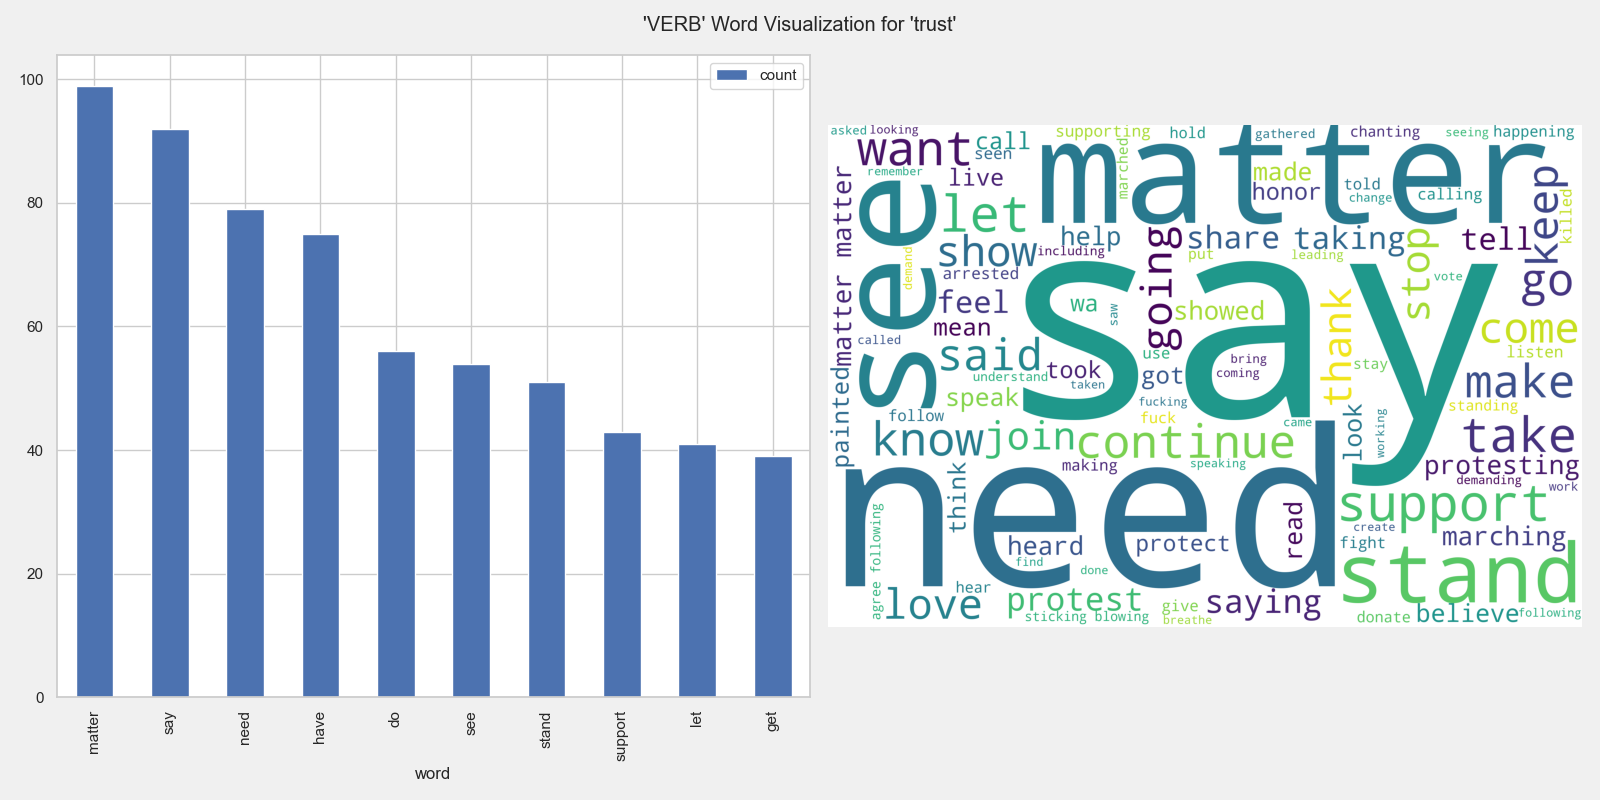 'VERB' Word Visualization for 'trust'
count
100
80
60
40
20
0
matter
say
need
have
do
see
stand
support
let
get
word
asked
looking
want
call
seen
remember
live
supporting
marched
hold
gathered
chanting
seeing
happening
matter
made
honor
told
change
calling
keep
killed
matter matter
see
let
show
help
including
going
share
taking
put
leading
stop
tell
go
vote
demand
arrested
feel
mean
wa
saw
showed
say
thank
come
listen
called
said
understand
took
taken
use
got
bring
coming
stay
make
painted
follow
speak
fucking
fuck
came
look
working
standing
know
join
continue
take
making
speaking
protesting
demanding
work
think
need
read
support
create
fight
marching
agree following
heard
find
done
protect
stand
hear
love
protest
sticking blowing
give
breathe
saying
donate
believe
following